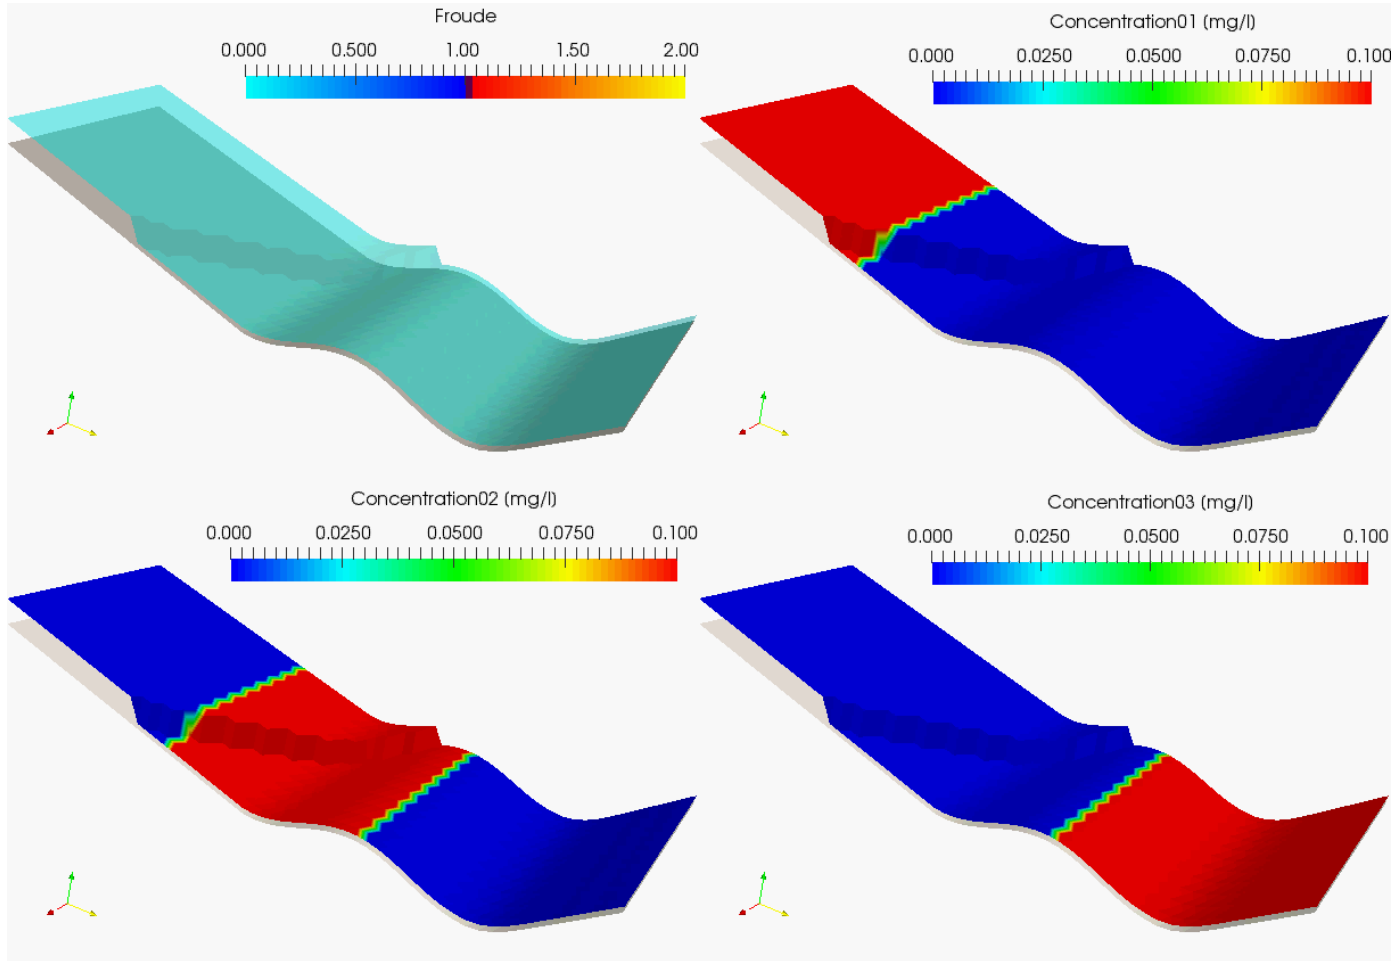 Froude
0.000 0.500 1.00 1.50 2.00
Concentration01 (mg/l)
0.000 0.0250 0.0500 0.0750 0.100
Concentration02 (mg/l)
0.000 0.0250 0.0500 0.0750 0.100
Concentration03 (mg/l)
0.000 0.0250 0.0500 0.0750 0.100